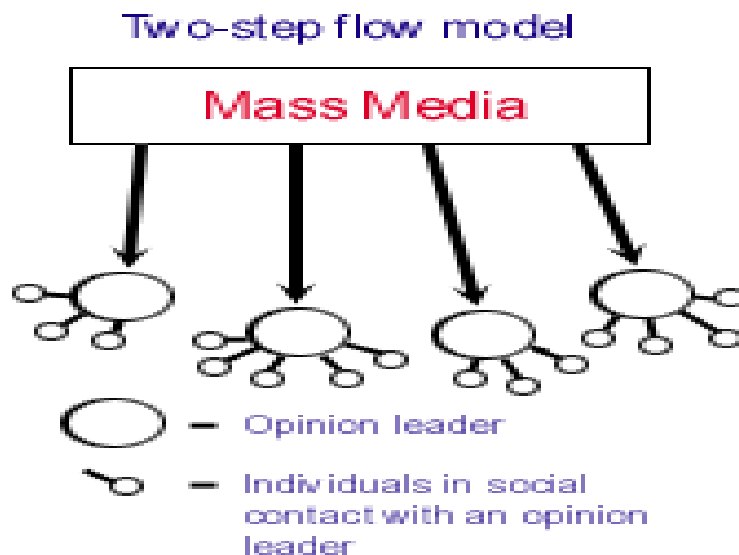 Two-step flow model
Mass Media
– Opinion leader
– Individuals in social
contact with an opinion
leader